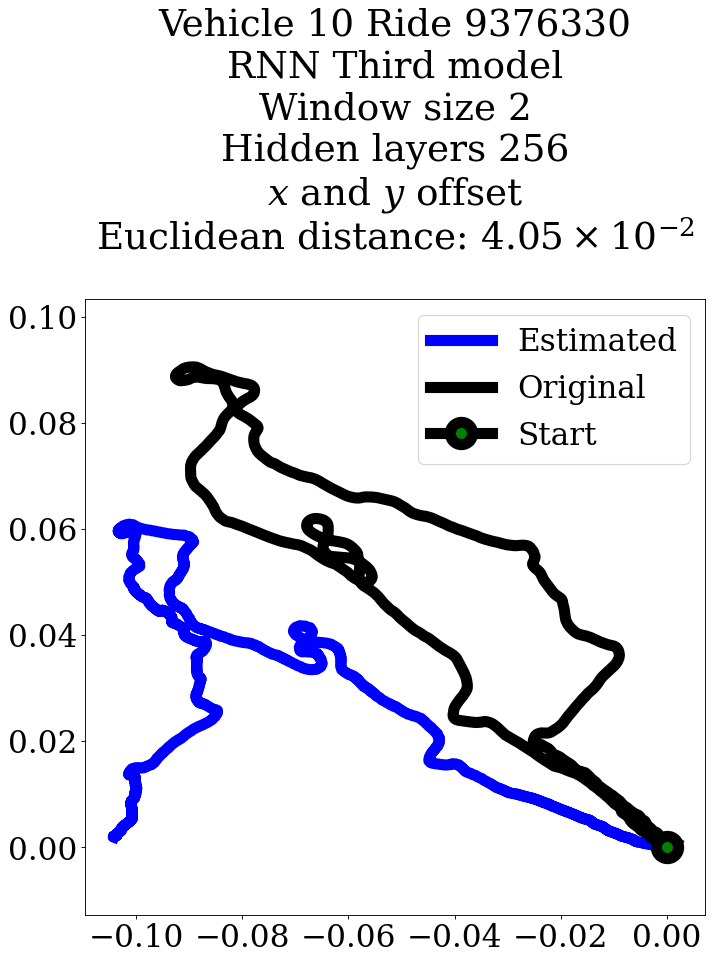 Vehicle 10 Ride 9376330
RNN Third model
Window size 2
Hidden layers 256
x and y offset
Euclidean distance: 4.05 × 10⁻²
Estimated
Original
Start
0.10
0.08
0.06
0.04
0.02
0.00
−0.10 −0.08 −0.06 −0.04 −0.02 0.00